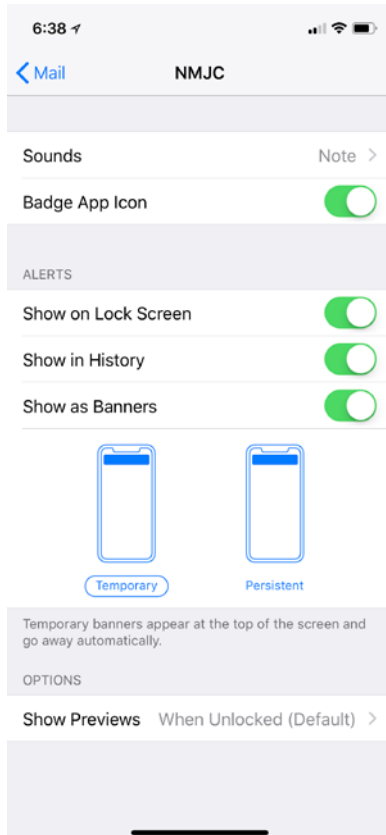 6:38
Mail NMJC
Sounds Note
Badge App Icon
ALERTS
Show on Lock Screen
Show in History
Show as Banners
Temporary Persistent
Temporary banners appear at the top of the screen and
go away automatically.
OPTIONS
Show Previews When Unlocked (Default)